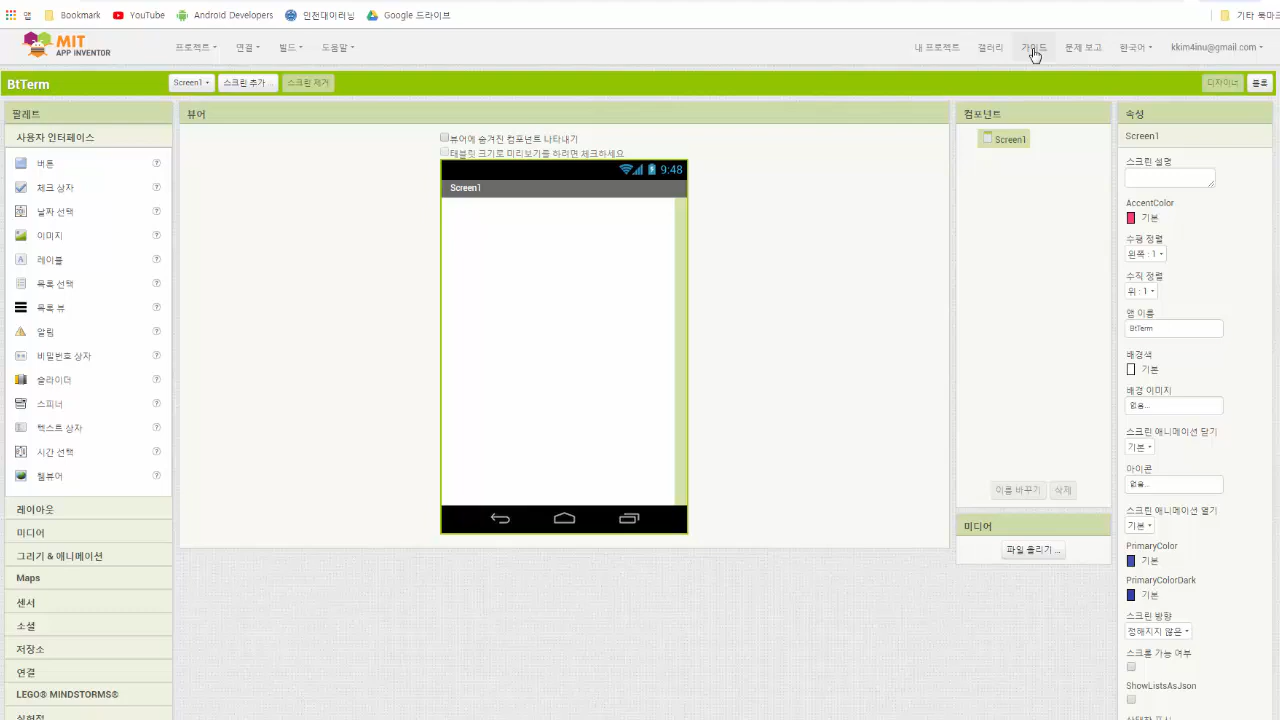 앱
Bookmark
YouTube
Android Developers
안전대이러닝
Google 드라이브
기타 북마크
MIT
APP INVENTOR
프로젝트
연결
빌드
도움말
내 프로젝트
갤러리
가이드
문제 보고
한국어
kkim4inu@gmail.com
BtTerm
Screen1
스크린 추가 ...
스크린 제거
디자이너
블록
팔레트
사용자 인터페이스
버튼
체크 상자
날짜 선택
이미지
레이블
목록 선택
목록 뷰
알림
비밀번호 상자
슬라이더
스피너
텍스트 상자
시간 선택
웹뷰어
레이아웃
미디어
그리기 & 애니메이션
Maps
센서
소셜
저장소
연결
LEGO® MINDSTORMS®
실험실
뷰어
뷰어에 숨겨진 컴포넌트 나타내기
태블릿 크기로 미리보기를 하려면 체크하세요
9:48
Screen1
컴포넌트
Screen1
이름 바꾸기
삭제
미디어
파일 올리기 ...
속성
Screen1
스크린 설명
AccentColor
기본
수평 정렬
왼쪽 : 1
수직 정렬
위 : 1
앱 이름
BtTerm
배경색
기본
배경 이미지
없음...
스크린 애니메이션 닫기
기본
아이콘
없음...
스크린 애니메이션 열기
기본
PrimaryColor
기본
PrimaryColorDark
기본
스크린 방향
정해지지 않은
스크롤 가능 여부
ShowListsAsJson
상태창 표시